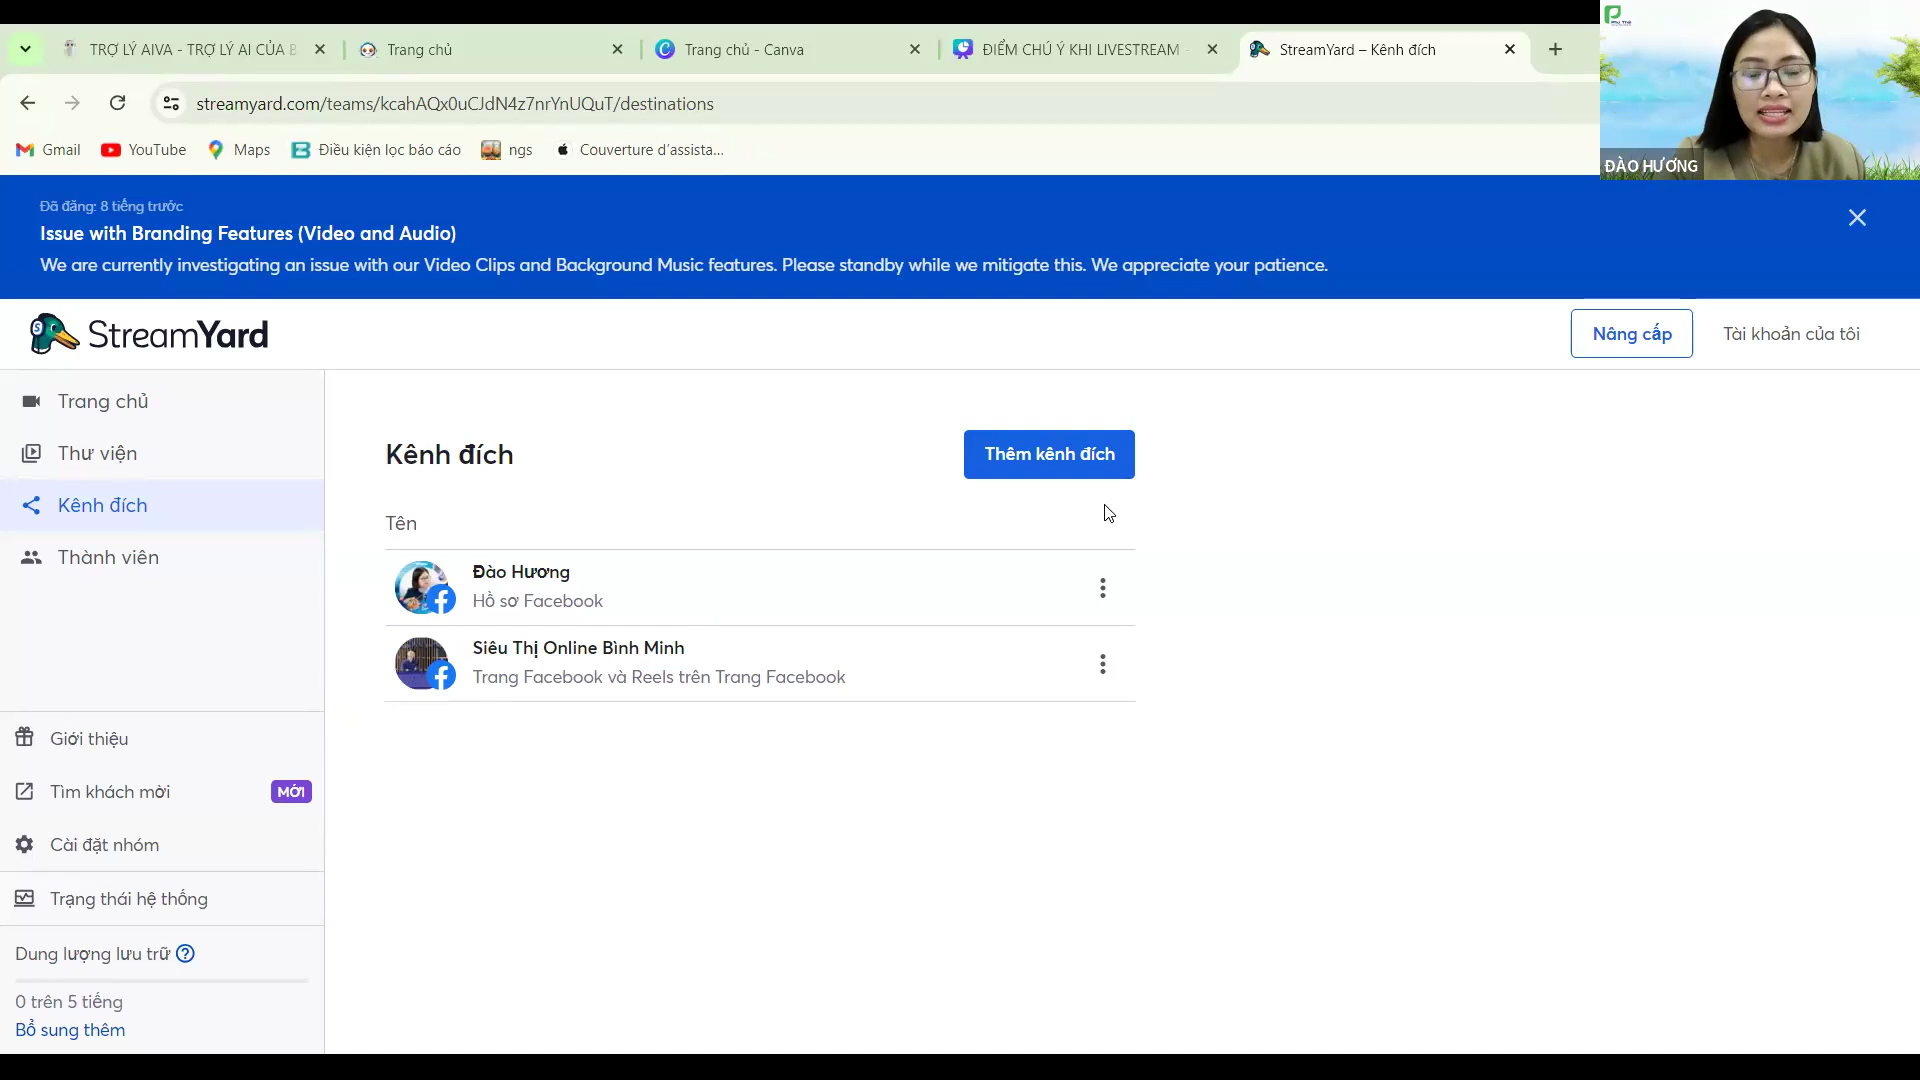 TRỢ LÝ AIVA - TRỢ LÝ AI CỦA B
Trang chủ
Trang chủ - Canva
ĐIỂM CHÚ Ý KHI LIVESTREAM -
StreamYard – Kênh đích
streamyard.com/teams/kcahAQx0uCJdN4z7nrYnUQuT/destinations
Gmail
YouTube
Maps
Điều kiện lọc báo cáo
ngs
Couverture d'assista...
ĐÀO HƯƠNG
Đã đăng: 8 tiếng trước
Issue with Branding Features (Video and Audio)
We are currently investigating an issue with our Video Clips and Background Music features. Please standby while we mitigate this. We appreciate your patience.
StreamYard
Nâng cấp
Tài khoản của tôi
Trang chủ
Thư viện
Kênh đích
Thành viên
Giới thiệu
Tìm khách mời
MỚI
Cài đặt nhóm
Trạng thái hệ thống
Dung lượng lưu trữ
0 trên 5 tiếng
Bổ sung thêm
Kênh đích
Thêm kênh đích
Tên
Đào Hương
Hồ sơ Facebook
Siêu Thị Online Bình Minh
Trang Facebook và Reels trên Trang Facebook